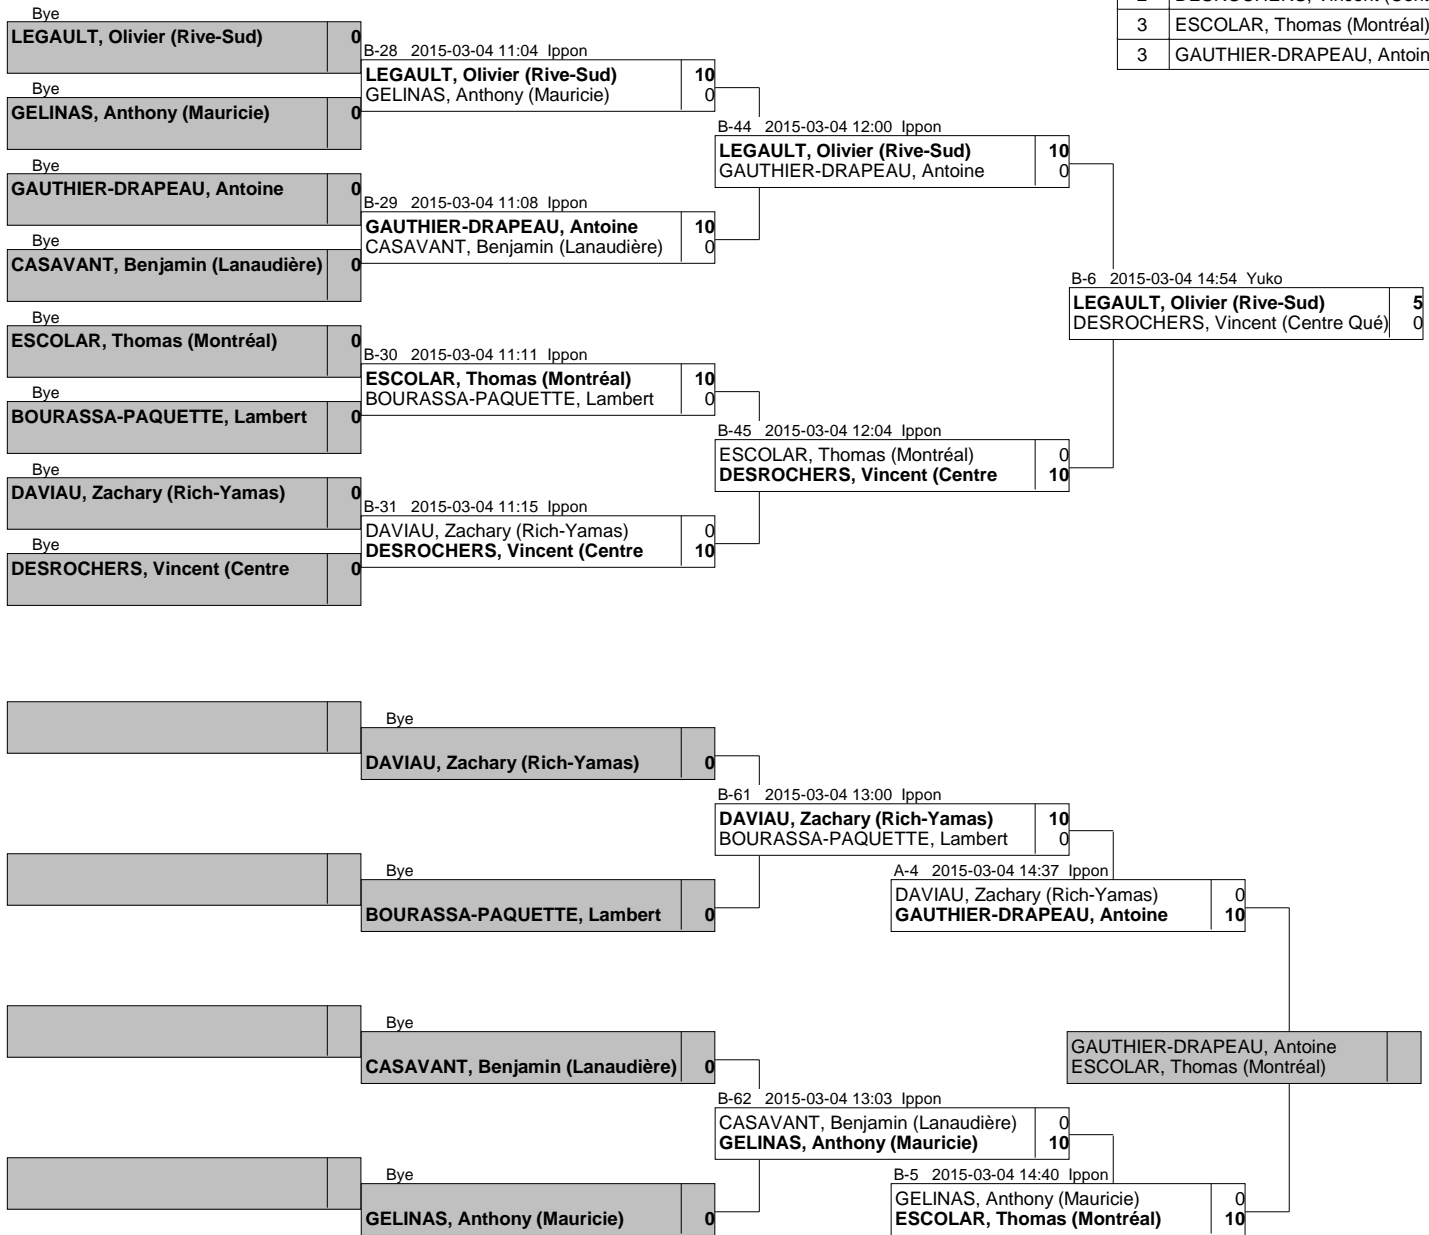 3 ESCOLAR, Thomas (Montréal)
3 GAUTHIER-DRAPEAU, Antoin
Bye
LEGAULT, Olivier (Rive-Sud) 0
Bye
GELINAS, Anthony (Mauricie) 0
Bye
GAUTHIER-DRAPEAU, Antoine 0
Bye
CASAVANT, Benjamin (Lanaudière) 0
Bye
ESCOLAR, Thomas (Montréal) 0
Bye
BOURASSA-PAQUETTE, Lambert 0
Bye
DAVIAU, Zachary (Rich-Yamas) 0
Bye
DESROCHERS, Vincent (Centre 0
B-28 2015-03-04 11:04 Ippon
LEGAULT, Olivier (Rive-Sud) 10
GELINAS, Anthony (Mauricie) 0
B-29 2015-03-04 11:08 Ippon
GAUTHIER-DRAPEAU, Antoine 10
CASAVANT, Benjamin (Lanaudière) 0
B-30 2015-03-04 11:11 Ippon
ESCOLAR, Thomas (Montréal) 10
BOURASSA-PAQUETTE, Lambert 0
B-31 2015-03-04 11:15 Ippon
DAVIAU, Zachary (Rich-Yamas) 0
DESROCHERS, Vincent (Centre 10
B-44 2015-03-04 12:00 Ippon
LEGAULT, Olivier (Rive-Sud) 10
GAUTHIER-DRAPEAU, Antoine 0
B-45 2015-03-04 12:04 Ippon
ESCOLAR, Thomas (Montréal) 0
DESROCHERS, Vincent (Centre 10
B-6 2015-03-04 14:54 Yuko
LEGAULT, Olivier (Rive-Sud) 5
DESROCHERS, Vincent (Centre Qué) 0
Bye
DAVIAU, Zachary (Rich-Yamas) 0
Bye
BOURASSA-PAQUETTE, Lambert 0
Bye
CASAVANT, Benjamin (Lanaudière) 0
Bye
GELINAS, Anthony (Mauricie) 0
B-61 2015-03-04 13:00 Ippon
DAVIAU, Zachary (Rich-Yamas) 10
BOURASSA-PAQUETTE, Lambert 0
A-4 2015-03-04 14:37 Ippon
DAVIAU, Zachary (Rich-Yamas) 0
GAUTHIER-DRAPEAU, Antoine 10
B-62 2015-03-04 13:03 Ippon
CASAVANT, Benjamin (Lanaudière) 0
GELINAS, Anthony (Mauricie) 10
B-5 2015-03-04 14:40 Ippon
GELINAS, Anthony (Mauricie) 0
ESCOLAR, Thomas (Montréal) 10
GAUTHIER-DRAPEAU, Antoine
ESCOLAR, Thomas (Montréal)